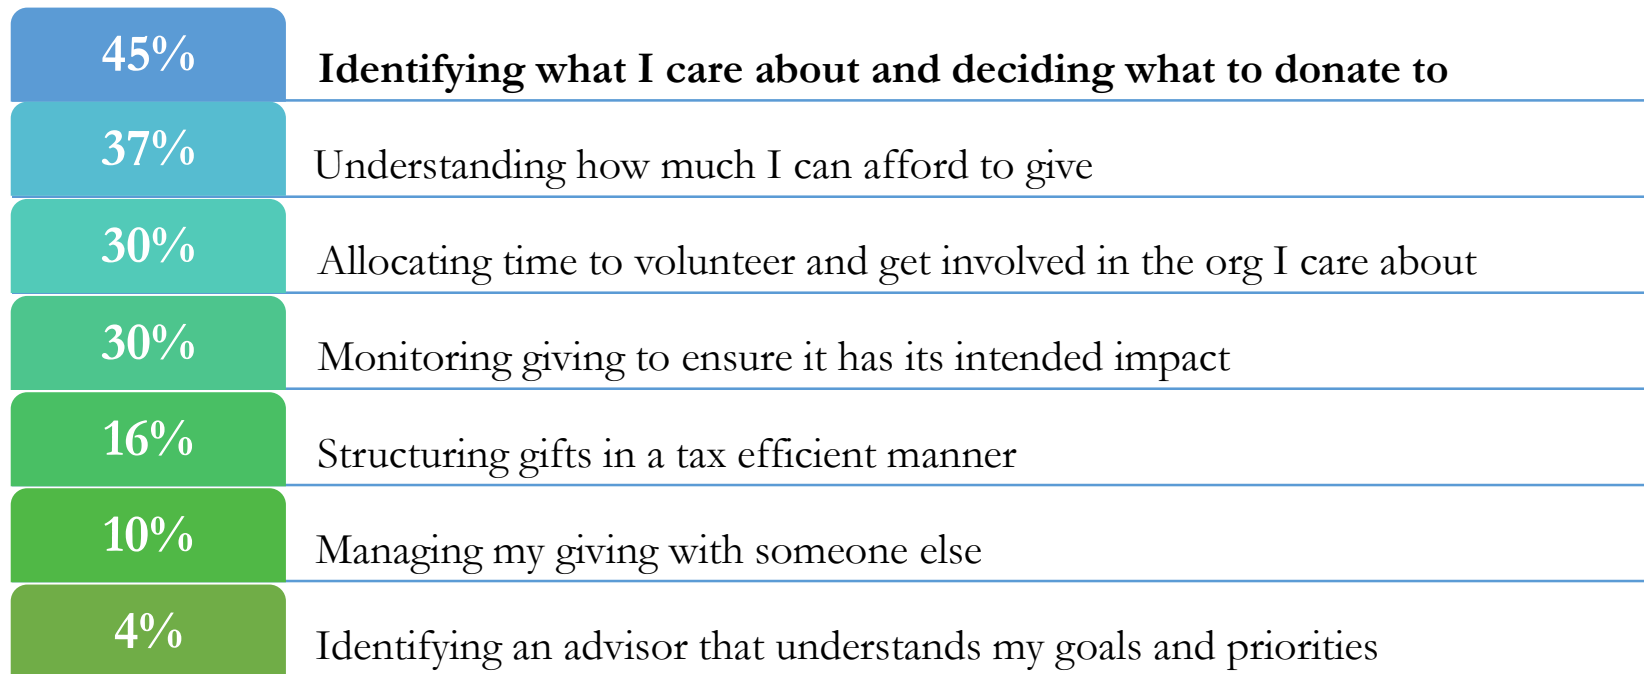 45% Identifying what I care about and deciding what to donate to
37% Understanding how much I can afford to give
30% Allocating time to volunteer and get involved in the org I care about
30% Monitoring giving to ensure it has its intended impact
16% Structuring gifts in a tax efficient manner
10% Managing my giving with someone else
4% Identifying an advisor that understands my goals and priorities